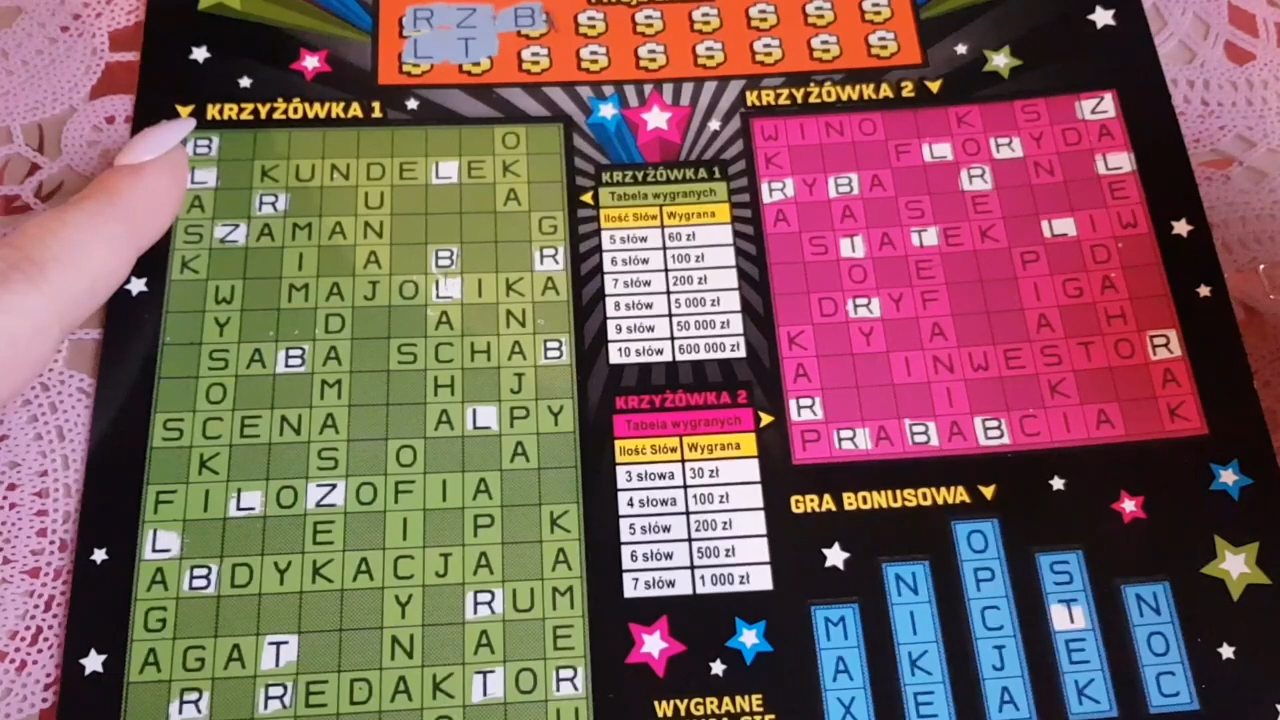 R Z B
L T
KRZYŻÓWKA 1
B O
L KUNDELEK K
A R U A
SZAMAN N G
K I A B R
W MAJOLIKA
Y D A N
SABA SCHAB
O M H J
SCENA A ALPY
K S O A
FILOZOFIA
L E I P K
ABDYKACJA A
G Y RUM
AGAT N A E
R REDAKTOR
KRZYŻÓWKA 2
WINO K S Z
K FLORYDA
RYBA R N L
A A S E E
STATEK LIW
O E P D
DRYF I IGA
K Y A A H
A INWESTOR
R I K A
PRABABCIA K
KRZYŻÓWKA 1
Tabela wygranych
Ilość Słów Wygrana
5 słów 60 zł
6 słów 100 zł
7 słów 200 zł
8 słów 5 000 zł
9 słów 50 000 zł
10 słów 600 000 zł
KRZYŻÓWKA 2
Tabela wygranych
Ilość Słów Wygrana
3 słowa 30 zł
4 słowa 100 zł
5 słów 200 zł
6 słów 500 zł
7 słów 1 000 zł
GRA BONUSOWA
MAX
NIKE
OPCJA
STEK
NOC
WYGRANE